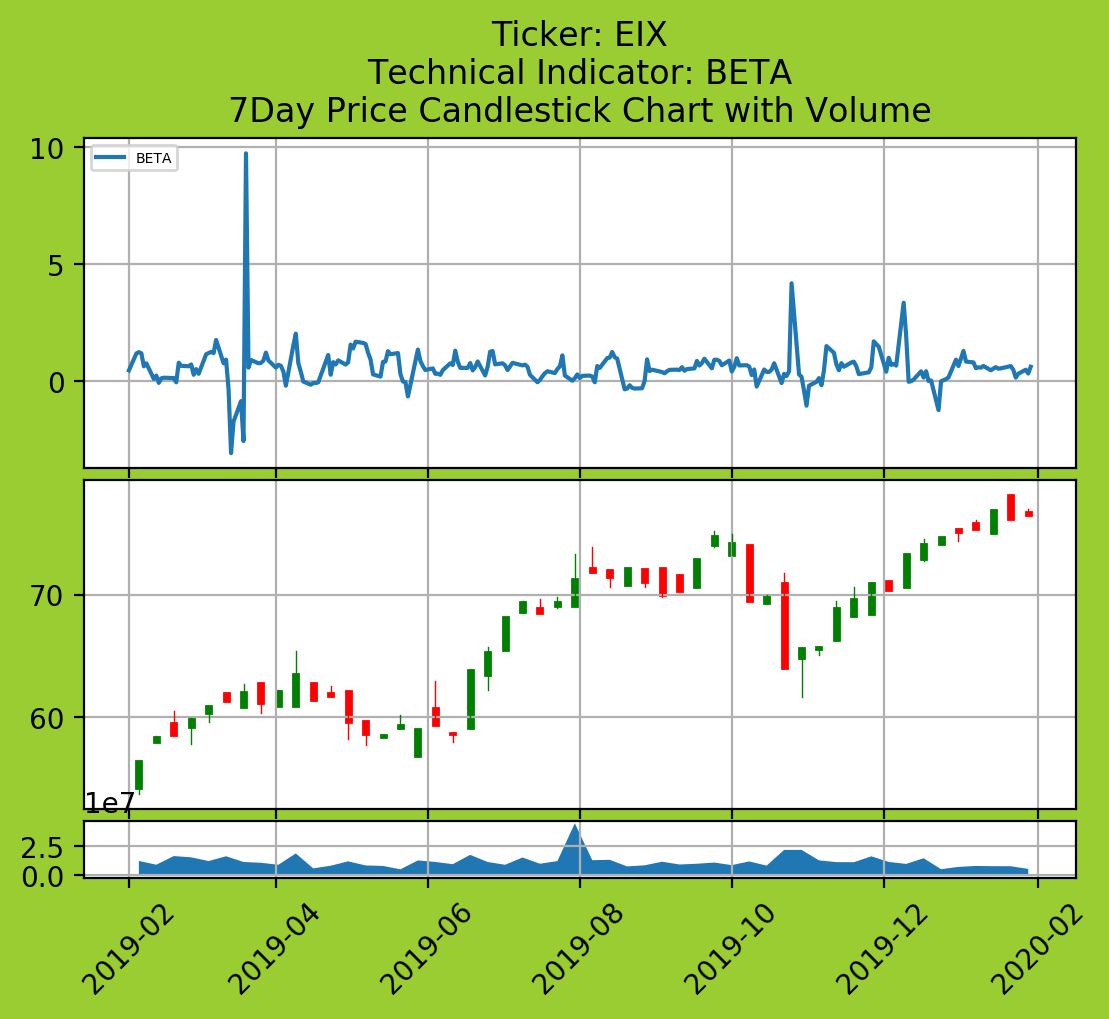 Ticker: EIX
Technical Indicator: BETA
7Day Price Candlestick Chart with Volume
10
BETA
5
0
70
60
1e7
2.5
0.0
2019-02 2019-04 2019-06 2019-08 2019-10 2019-12 2020-02